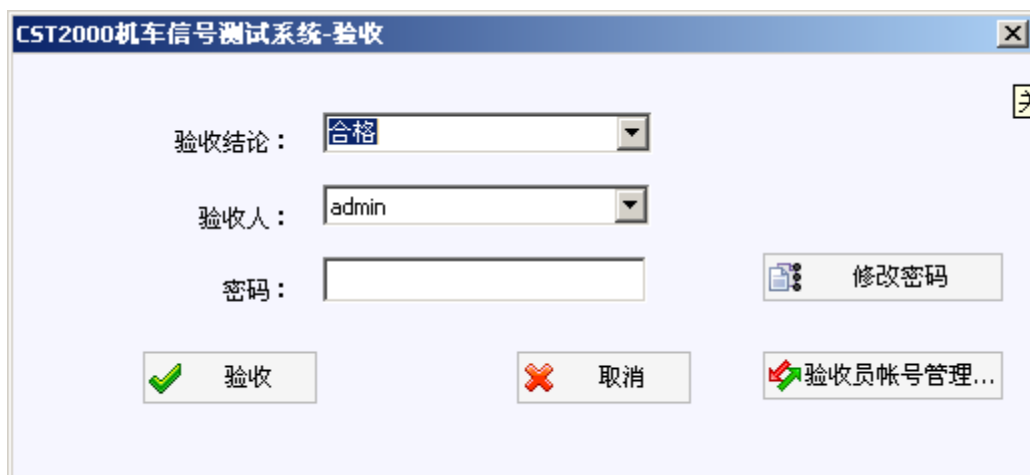 CST2000机车信号测试系统-验收
验收结论：
合格
验收人：
admin
密码：
修改密码
验收
取消
验收员帐号管理...